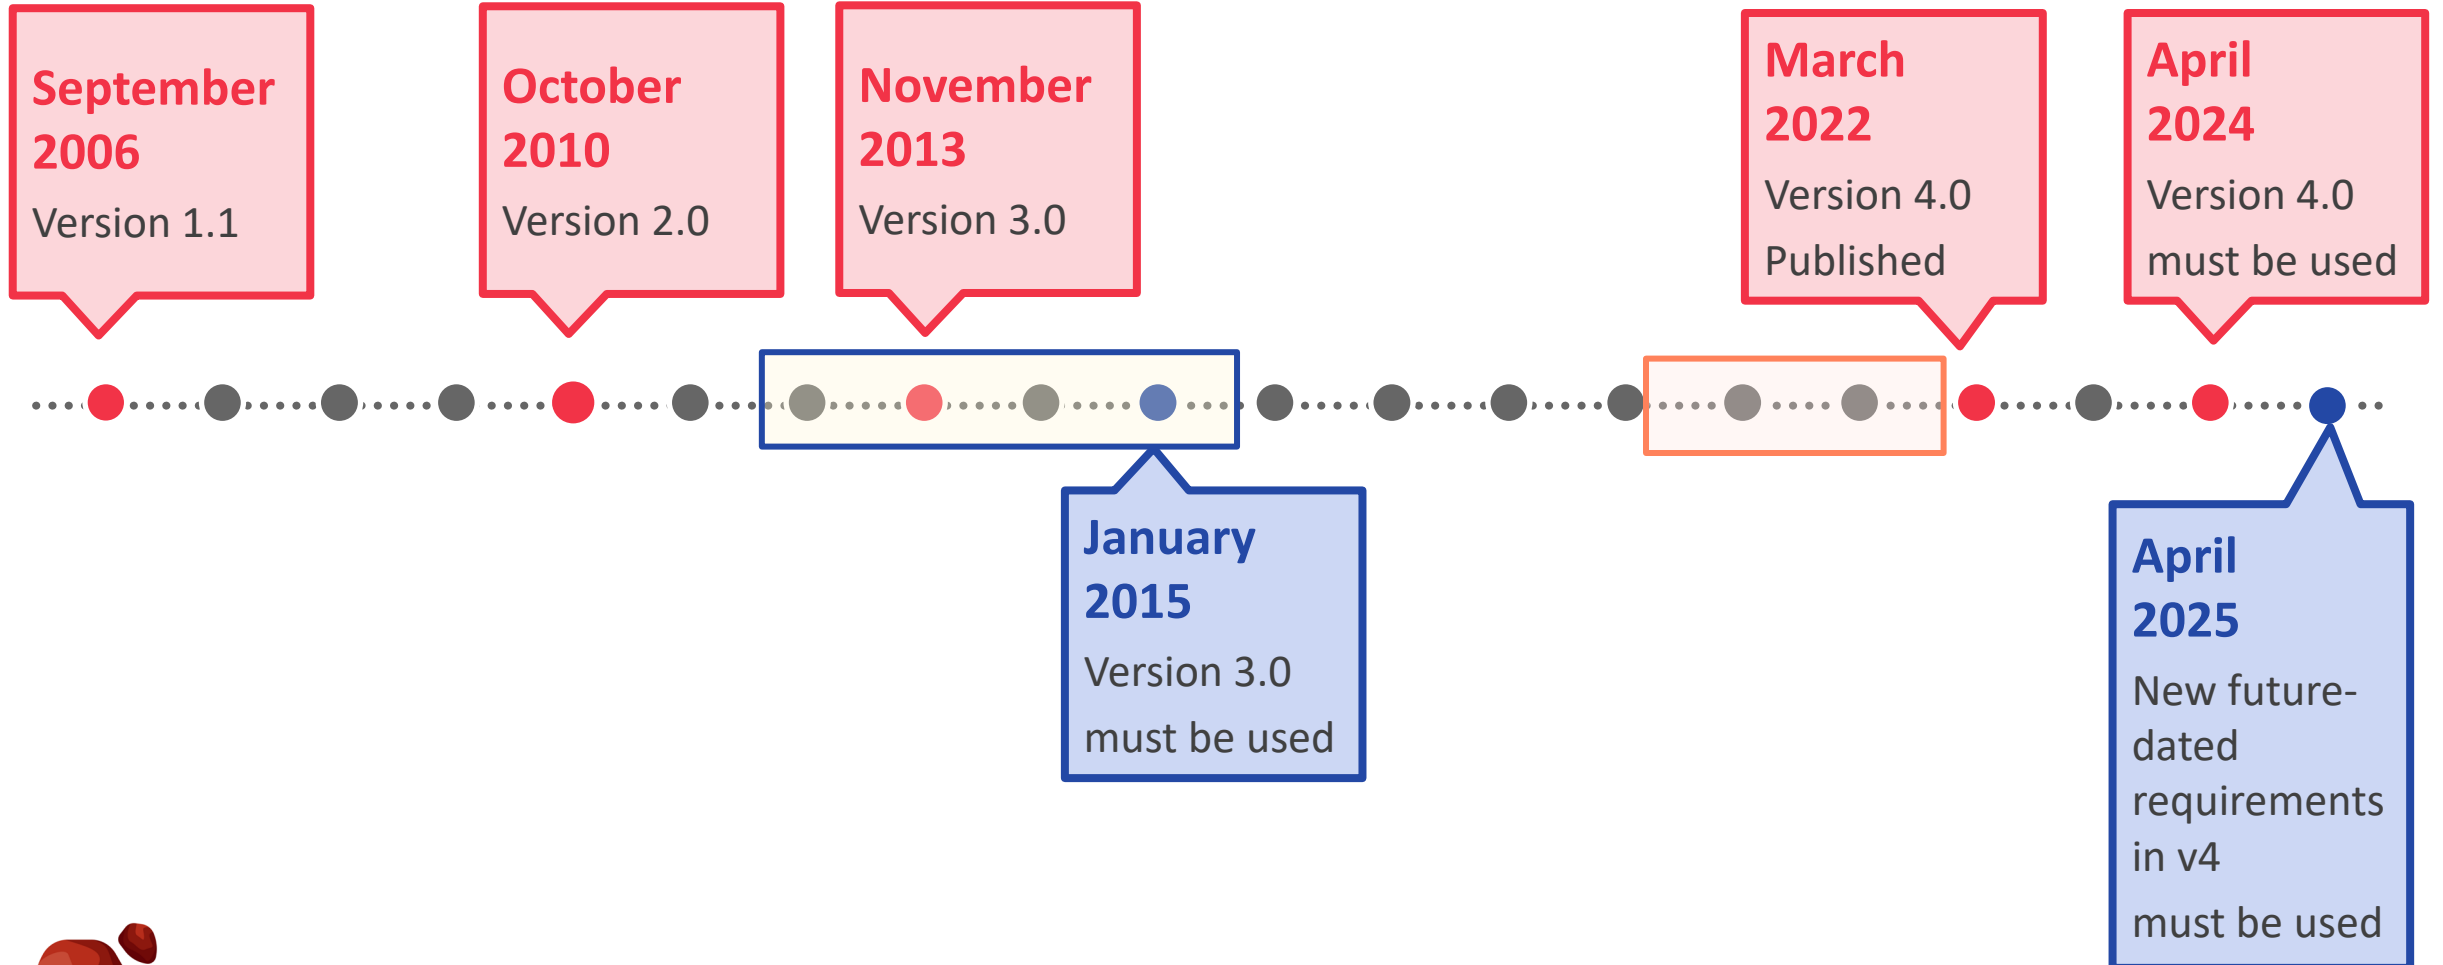 September
2006
Version 1.1
October
2010
Version 2.0
November
2013
Version 3.0
March
2022
Version 4.0
Published
April
2024
Version 4.0
must be used
January
2015
Version 3.0
must be used
April
2025
New future-
dated
requirements
in v4
must be used